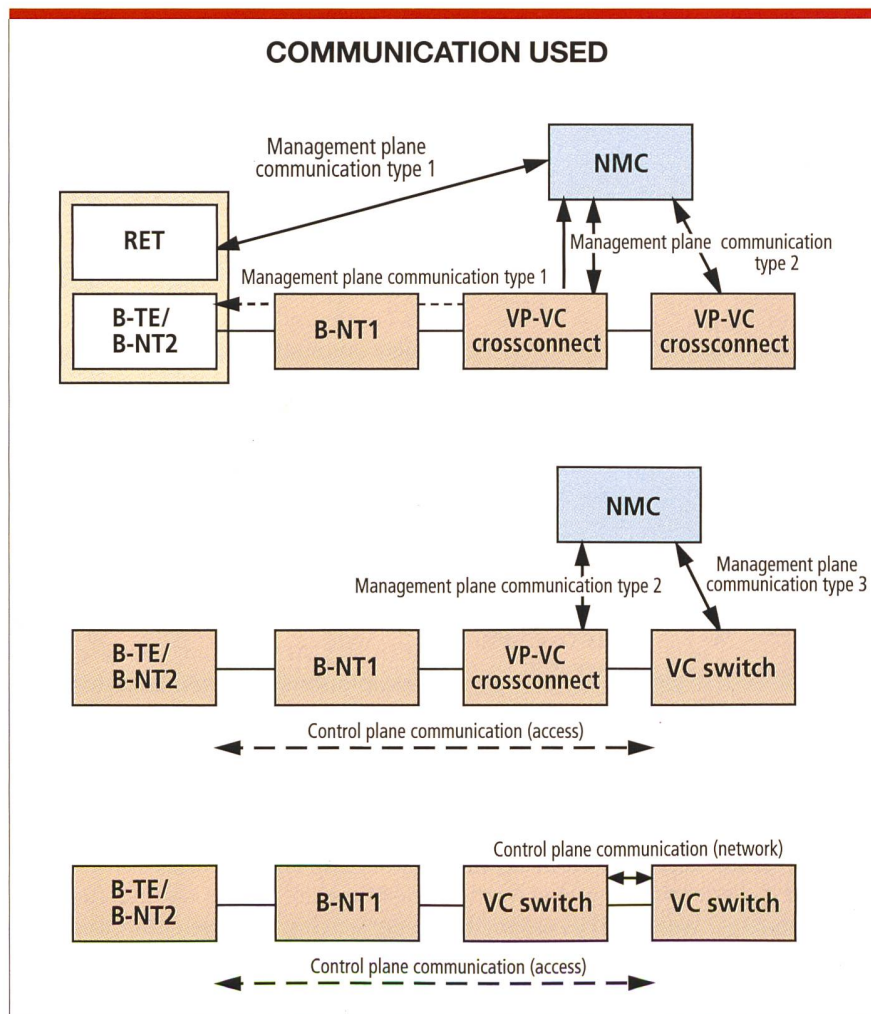 COMMUNICATION USED
Management plane
communication type 1
NMC
RET
Management plane communication
type 2
Management plane communication type 1
B-TE/
B-NT2
B-NT1
VP-VC
crossconnect
VP-VC
crossconnect
NMC
Management plane communication type 2
Management plane
communication type 3
B-TE/
B-NT2
B-NT1
VP-VC
crossconnect
VC switch
Control plane communication (access)
Control plane communication (network)
B-TE/
B-NT2
B-NT1
VC switch
VC switch
Control plane communication (access)